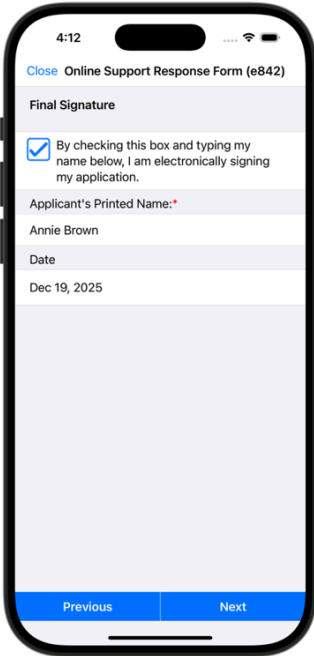 4:12
Close Online Support Response Form (e842)
Final Signature
By checking this box and typing my
name below, I am electronically signing
my application.
Applicant's Printed Name:*
Annie Brown
Date
Dec 19, 2025
Previous Next